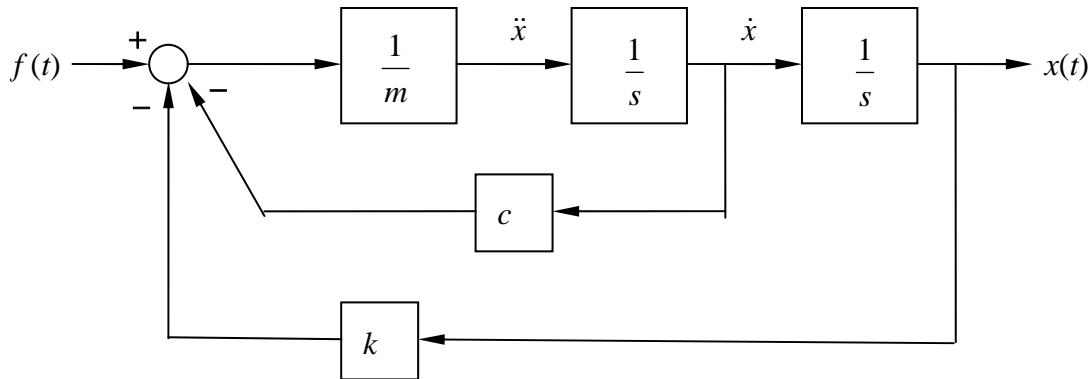 f(t)
+
−
−
1/m
ẍ
1/s
ẋ
1/s
x(t)
c
k